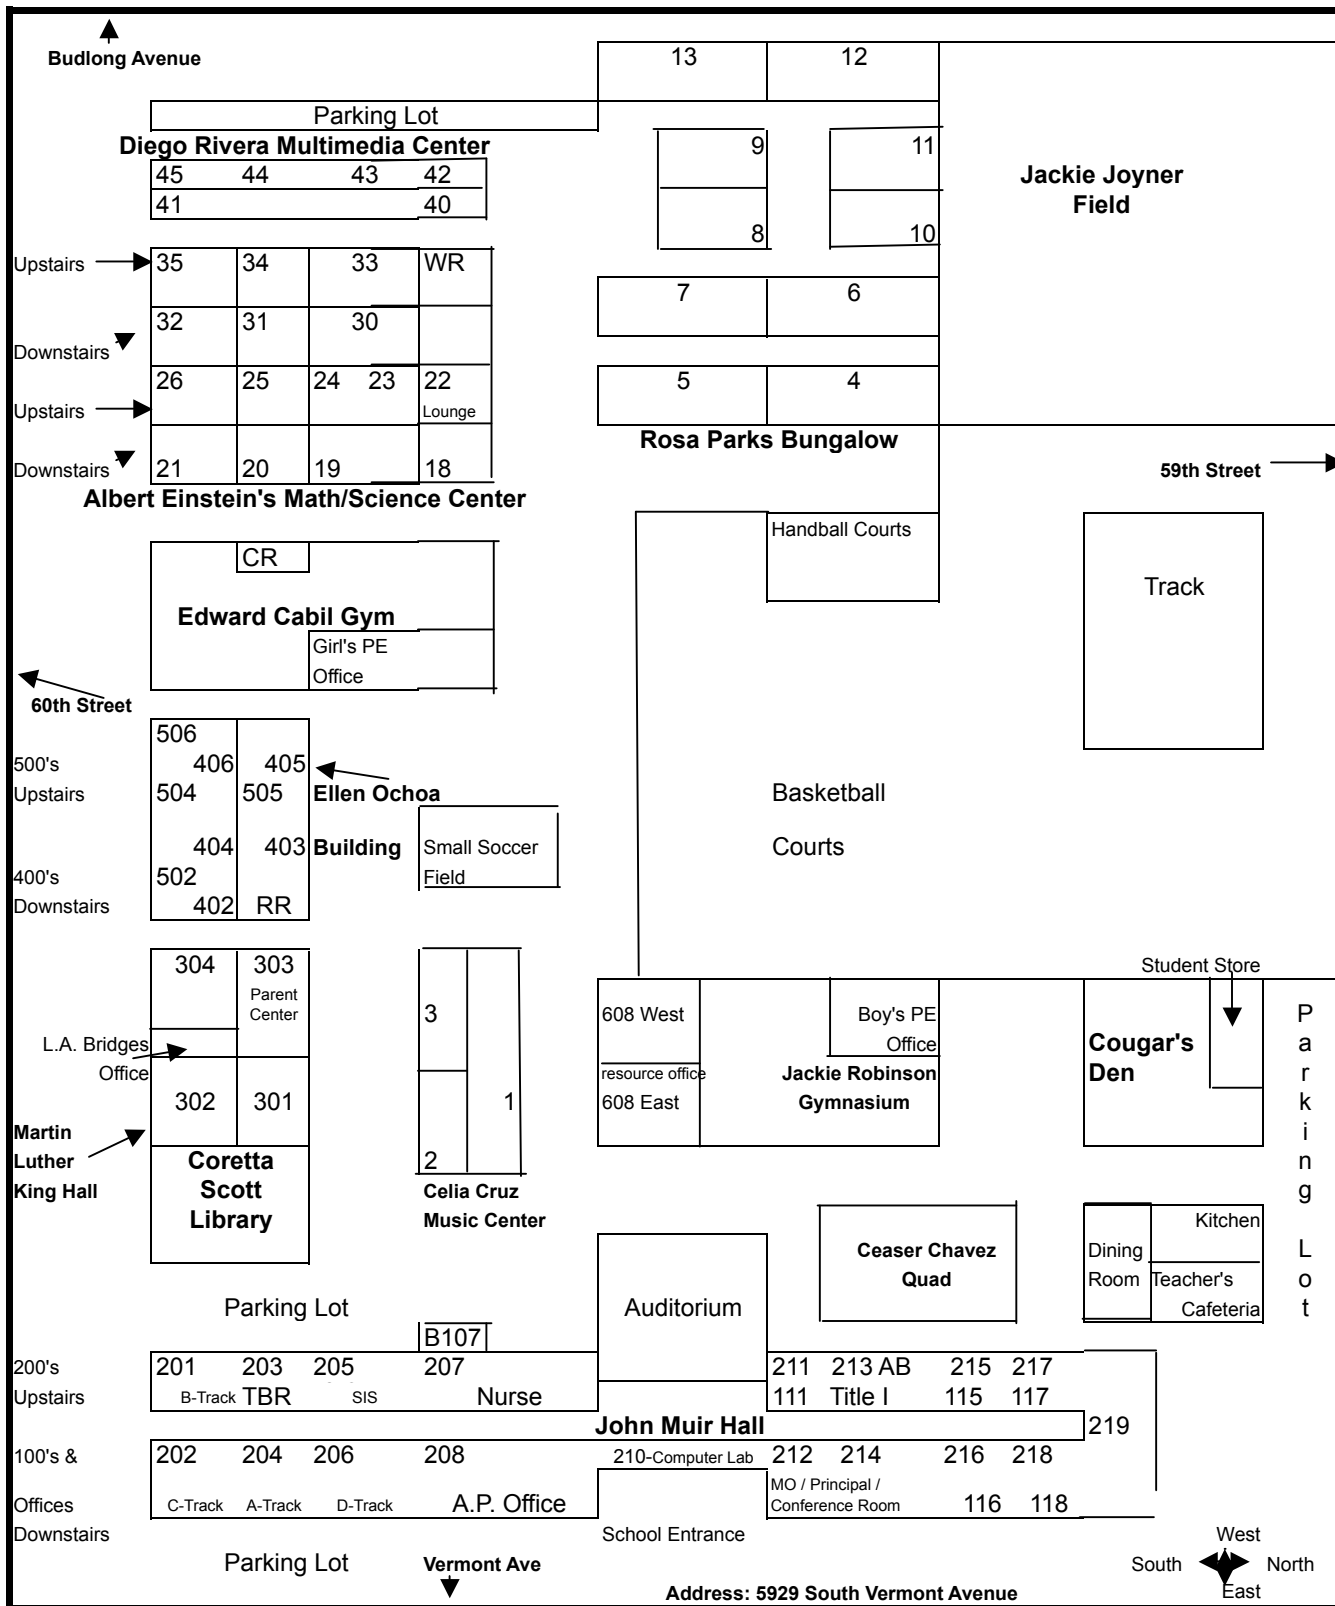 Budlong Avenue
13 12
Parking Lot
Diego Rivera Multimedia Center
9 11
45 44 43 42
Jackie Joyner
Field
41 40
8 10
Upstairs 35 34 33 WR
7 6
32 31 30
Downstairs
26 25 24 23 22
5 4
Upstairs Lounge
Rosa Parks Bungalow
Downstairs 21 20 19 18
59th Street
Albert Einstein's Math/Science Center
Handball Courts
CR
Track
Edward Cabil Gym
Girl's PE
Office
60th Street
506
500's 406 405
Upstairs 504 505 Ellen Ochoa
Basketball
404 403 Building Small Soccer
Courts
400's 502 Field
Downstairs 402 RR
304 303
Student Store
Parent
Center
3
608 West
Boy's PE
Office
L.A. Bridges
Office
Cougar's
Den
resource office
Jackie Robinson
Gymnasium
302 301
1
608 East
Parking Lot
Martin
Luther
King Hall
Coretta
Scott
Library
2
Celia Cruz
Music Center
Kitchen
Ceaser Chavez
Quad
Dining
Room
Teacher's
Cafeteria
Parking Lot
Auditorium
B107
200's 201 203 205 207 211 213 AB 215 217
Upstairs B-Track TBR SIS Nurse 111 Title I 115 117
John Muir Hall
219
100's & 202 204 206 208 210-Computer Lab 212 214 216 218
MO / Principal /
Offices C-Track A-Track D-Track A.P. Office Conference Room 116 118
Downstairs
School Entrance
West
Parking Lot
Vermont Ave
South North
Address: 5929 South Vermont Avenue
East